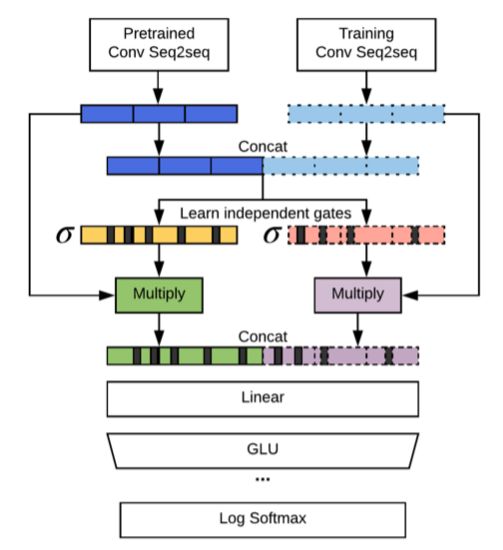 Pretrained
Conv Seq2seq
Training
Conv Seq2seq
Concat
Learn independent gates
σ
σ
Multiply
Multiply
Concat
Linear
GLU
...
Log Softmax